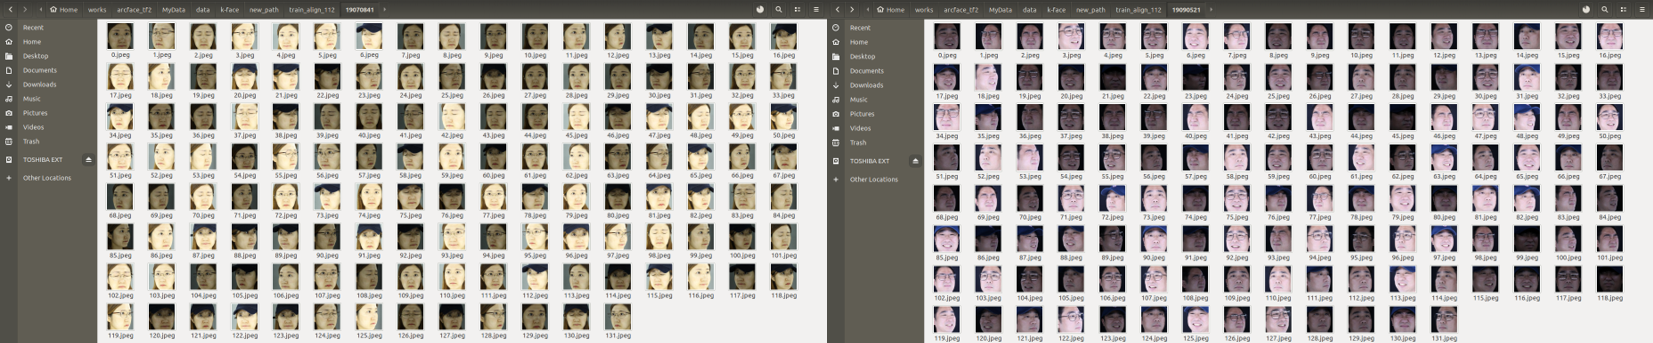 Home works arcface_tf2 MyData data k-face new_path train_align_112 19070841
Recent
Home
Desktop
Documents
Downloads
Music
Pictures
Videos
Trash
TOSHIBA EXT
Other Locations
0.jpeg 1.jpeg 2.jpeg 3.jpeg 4.jpeg 5.jpeg 6.jpeg 7.jpeg 8.jpeg 9.jpeg 10.jpeg 11.jpeg 12.jpeg 13.jpeg 14.jpeg 15.jpeg 16.jpeg
17.jpeg 18.jpeg 19.jpeg 20.jpeg 21.jpeg 22.jpeg 23.jpeg 24.jpeg 25.jpeg 26.jpeg 27.jpeg 28.jpeg 29.jpeg 30.jpeg 31.jpeg 32.jpeg 33.jpeg
34.jpeg 35.jpeg 36.jpeg 37.jpeg 38.jpeg 39.jpeg 40.jpeg 41.jpeg 42.jpeg 43.jpeg 44.jpeg 45.jpeg 46.jpeg 47.jpeg 48.jpeg 49.jpeg 50.jpeg
51.jpeg 52.jpeg 53.jpeg 54.jpeg 55.jpeg 56.jpeg 57.jpeg 58.jpeg 59.jpeg 60.jpeg 61.jpeg 62.jpeg 63.jpeg 64.jpeg 65.jpeg 66.jpeg 67.jpeg
68.jpeg 69.jpeg 70.jpeg 71.jpeg 72.jpeg 73.jpeg 74.jpeg 75.jpeg 76.jpeg 77.jpeg 78.jpeg 79.jpeg 80.jpeg 81.jpeg 82.jpeg 83.jpeg 84.jpeg
85.jpeg 86.jpeg 87.jpeg 88.jpeg 89.jpeg 90.jpeg 91.jpeg 92.jpeg 93.jpeg 94.jpeg 95.jpeg 96.jpeg 97.jpeg 98.jpeg 99.jpeg 100.jpeg 101.jpeg
102.jpeg 103.jpeg 104.jpeg 105.jpeg 106.jpeg 107.jpeg 108.jpeg 109.jpeg 110.jpeg 111.jpeg 112.jpeg 113.jpeg 114.jpeg 115.jpeg 116.jpeg 117.jpeg 118.jpeg
119.jpeg 120.jpeg 121.jpeg 122.jpeg 123.jpeg 124.jpeg 125.jpeg 126.jpeg 127.jpeg 128.jpeg 129.jpeg 130.jpeg 131.jpeg
Home works arcface_tf2 MyData data k-face new_path train_align_112 19090521
Recent
Home
Desktop
Documents
Downloads
Music
Pictures
Videos
Trash
TOSHIBA EXT
Other Locations
0.jpeg 1.jpeg 2.jpeg 3.jpeg 4.jpeg 5.jpeg 6.jpeg 7.jpeg 8.jpeg 9.jpeg 10.jpeg 11.jpeg 12.jpeg 13.jpeg 14.jpeg 15.jpeg 16.jpeg
17.jpeg 18.jpeg 19.jpeg 20.jpeg 21.jpeg 22.jpeg 23.jpeg 24.jpeg 25.jpeg 26.jpeg 27.jpeg 28.jpeg 29.jpeg 30.jpeg 31.jpeg 32.jpeg 33.jpeg
34.jpeg 35.jpeg 36.jpeg 37.jpeg 38.jpeg 39.jpeg 40.jpeg 41.jpeg 42.jpeg 43.jpeg 44.jpeg 45.jpeg 46.jpeg 47.jpeg 48.jpeg 49.jpeg 50.jpeg
51.jpeg 52.jpeg 53.jpeg 54.jpeg 55.jpeg 56.jpeg 57.jpeg 58.jpeg 59.jpeg 60.jpeg 61.jpeg 62.jpeg 63.jpeg 64.jpeg 65.jpeg 66.jpeg 67.jpeg
68.jpeg 69.jpeg 70.jpeg 71.jpeg 72.jpeg 73.jpeg 74.jpeg 75.jpeg 76.jpeg 77.jpeg 78.jpeg 79.jpeg 80.jpeg 81.jpeg 82.jpeg 83.jpeg 84.jpeg
85.jpeg 86.jpeg 87.jpeg 88.jpeg 89.jpeg 90.jpeg 91.jpeg 92.jpeg 93.jpeg 94.jpeg 95.jpeg 96.jpeg 97.jpeg 98.jpeg 99.jpeg 100.jpeg 101.jpeg
102.jpeg 103.jpeg 104.jpeg 105.jpeg 106.jpeg 107.jpeg 108.jpeg 109.jpeg 110.jpeg 111.jpeg 112.jpeg 113.jpeg 114.jpeg 115.jpeg 116.jpeg 117.jpeg 118.jpeg
119.jpeg 120.jpeg 121.jpeg 122.jpeg 123.jpeg 124.jpeg 125.jpeg 126.jpeg 127.jpeg 128.jpeg 129.jpeg 130.jpeg 131.jpeg